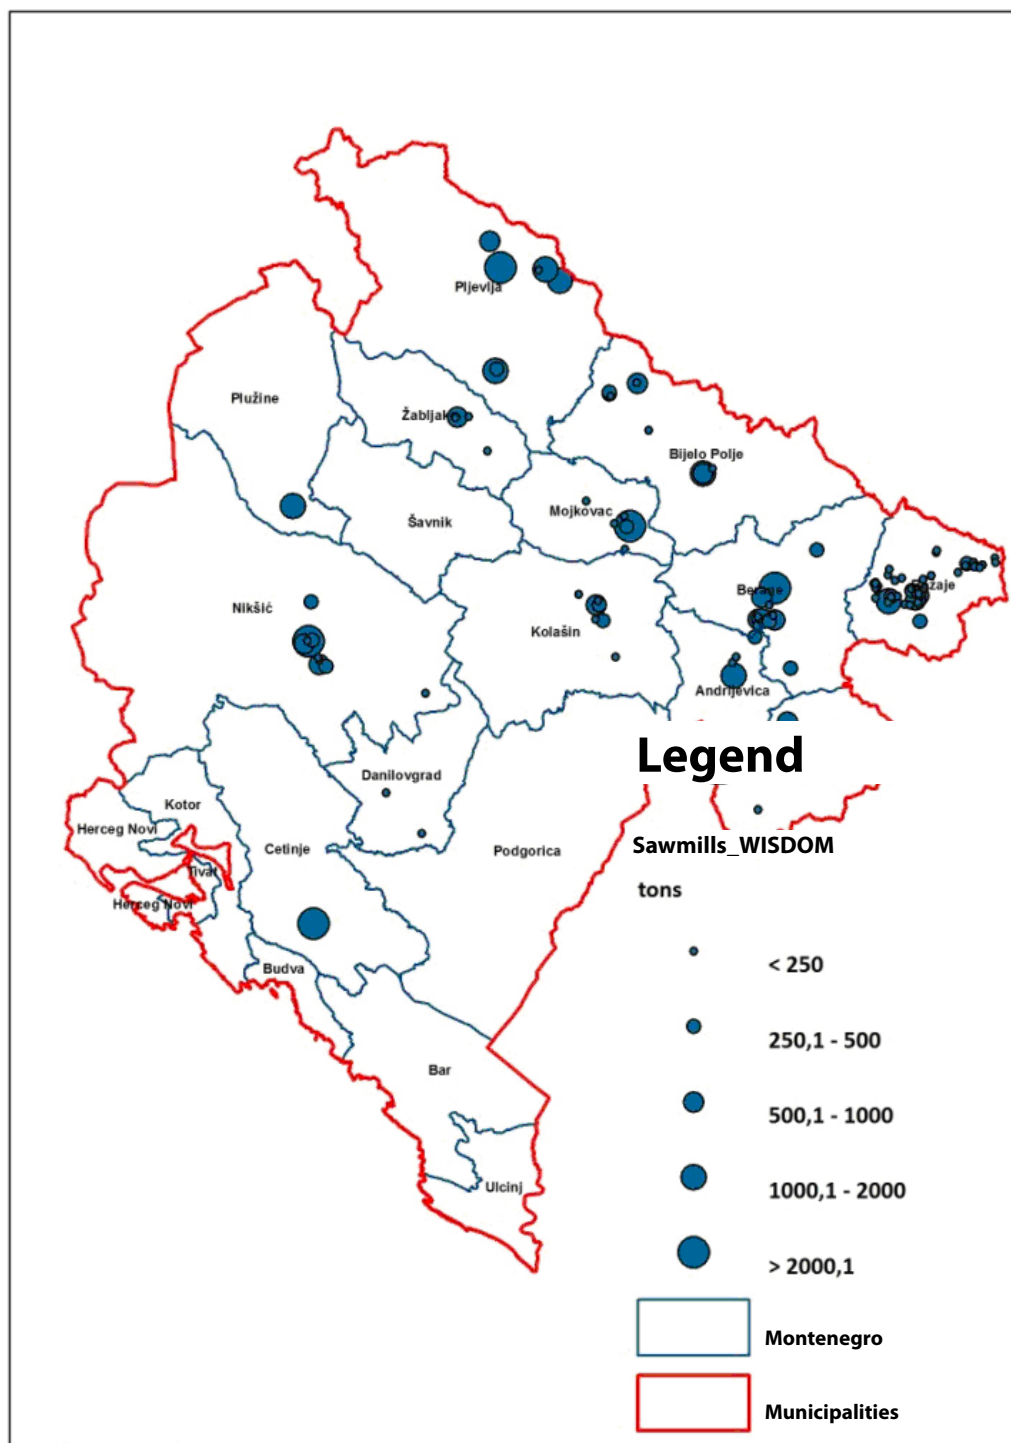 Pljevlja
Plužine
Žabljak
Bijelo Polje
Mojkovac
Šavnik
Berane
Nikšić
Kolašin
Andrijevica
Legend
Danilovgrad
Kotor
Herceg Novi
Cetinje
Podgorica
Sawmills_WISDOM
Tivat
tons
Herceg Novi
Budva
< 250
250,1 - 500
Bar
500,1 - 1000
Ulcinj
1000,1 - 2000
> 2000,1
Montenegro
Municipalities